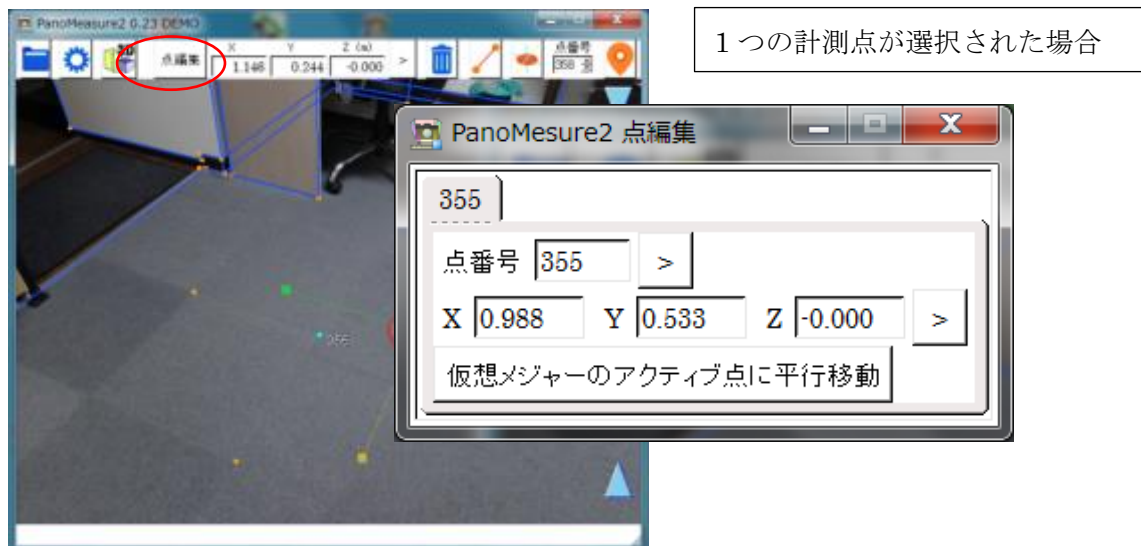 PanoMeasure2 0.23 DEMO
3D
点編集
X Y Z (m)
1.146 0.244 -0.000 >
点番号
358
355
１つの計測点が選択された場合
PanoMesure2 点編集
355
点番号 355 >
X 0.988 Y 0.533 Z -0.000 >
仮想メジャーのアクティブ点に平行移動